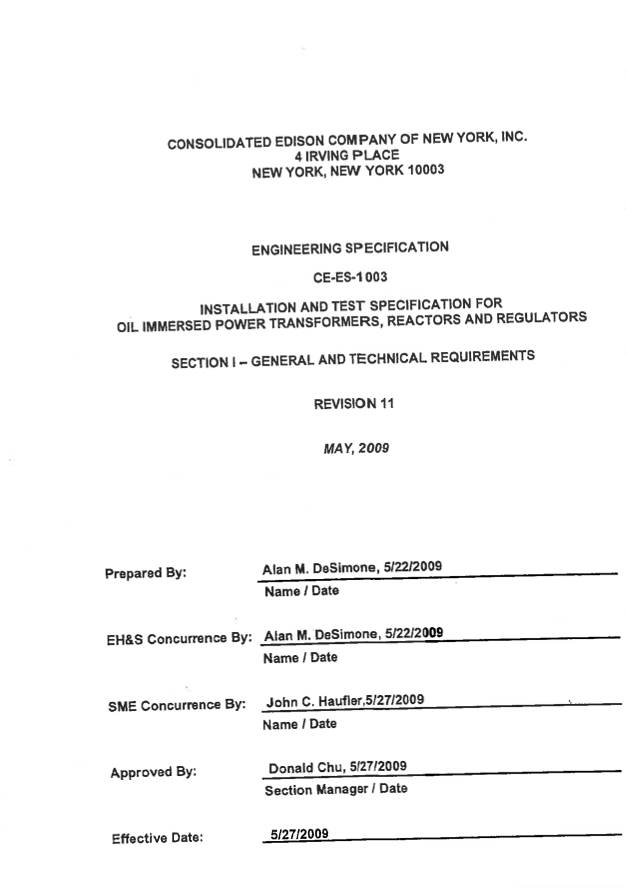 CONSOLIDATED EDISON COMPANY OF NEW YORK, INC.
4 IRVING PLACE
NEW YORK, NEW YORK 10003
ENGINEERING SPECIFICATION
CE-ES-1003
INSTALLATION AND TEST SPECIFICATION FOR
OIL IMMERSED POWER TRANSFORMERS, REACTORS AND REGULATORS
SECTION I – GENERAL AND TECHNICAL REQUIREMENTS
REVISION 11
MAY, 2009
Prepared By: Alan M. DeSimone, 5/22/2009
Name / Date
EH&S Concurrence By: Alan M. DeSimone, 5/22/2009
Name / Date
SME Concurrence By: John C. Haufler,5/27/2009
Name / Date
Approved By: Donald Chu, 5/27/2009
Section Manager / Date
Effective Date: 5/27/2009